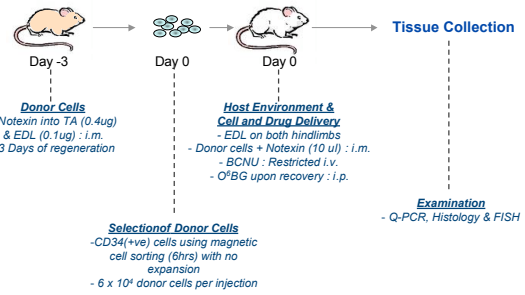 Tissue Collection
Day -3
Day 0
Day 0
Donor Cells
Notexin into TA (0.4ug)
& EDL (0.1ug) : i.m.
3 Days of regeneration
Host Environment &
Cell and Drug Delivery
- EDL on both hindlimbs
- Donor cells + Notexin (10 ul) : i.m.
- BCNU : Restricted i.v.
- O⁶BG upon recovery : i.p.
Examination
- Q-PCR, Histology & FISH
Selectionof Donor Cells
-CD34(+ve) cells using magnetic
cell sorting (6hrs) with no
expansion
- 6 x 10⁴ donor cells per injection